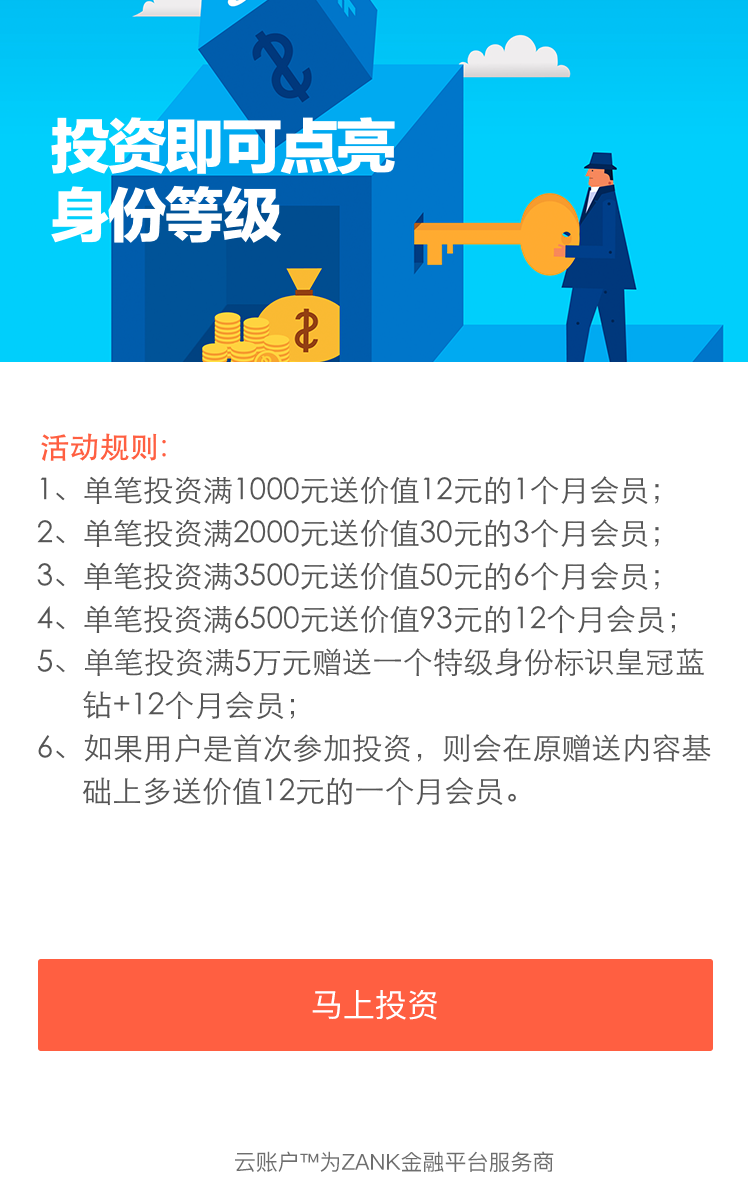 投资即可点亮
身份等级
活动规则:
1、单笔投资满1000元送价值12元的1个月会员；
2、单笔投资满2000元送价值30元的3个月会员；
3、单笔投资满3500元送价值50元的6个月会员；
4、单笔投资满6500元送价值93元的12个月会员；
5、单笔投资满5万元赠送一个特级身份标识皇冠蓝
钻+12个月会员；
6、如果用户是首次参加投资，则会在原赠送内容基
础上多送价值12元的一个月会员。
马上投资
云账户™为ZANK金融平台服务商